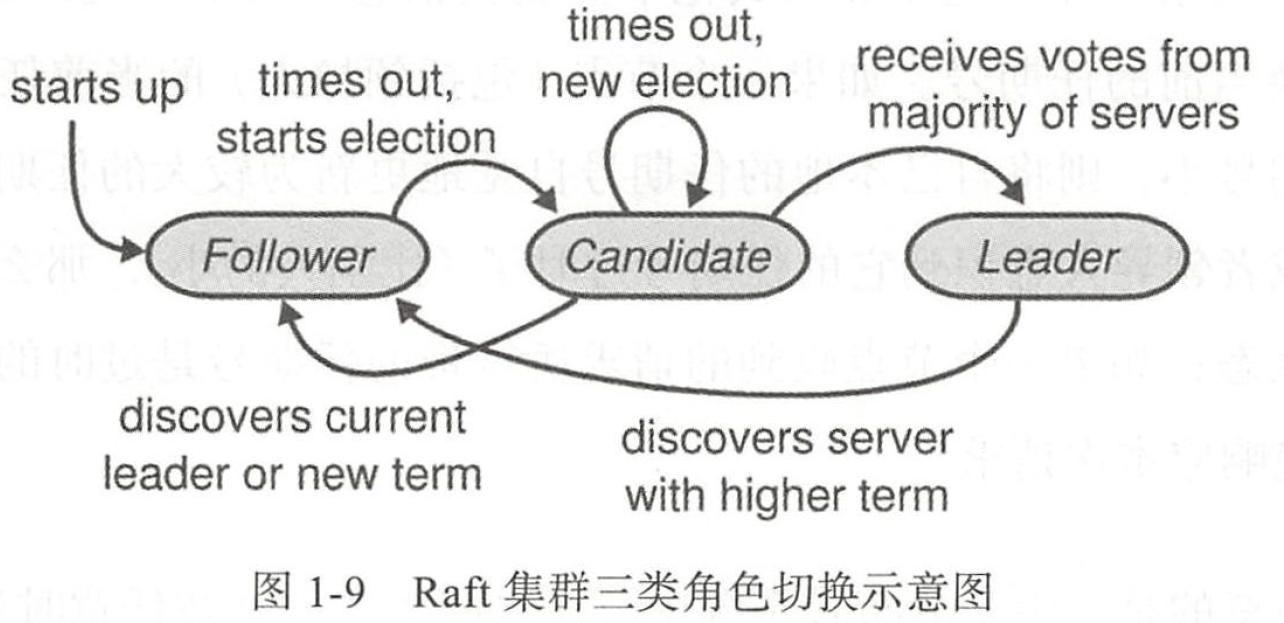 starts up
times out,
starts election
times out,
new election
receives votes from
majority of servers
Follower
Candidate
Leader
discovers current
leader or new term
discovers server
with higher term
图 1-9 Raft 集群三类角色切换示意图